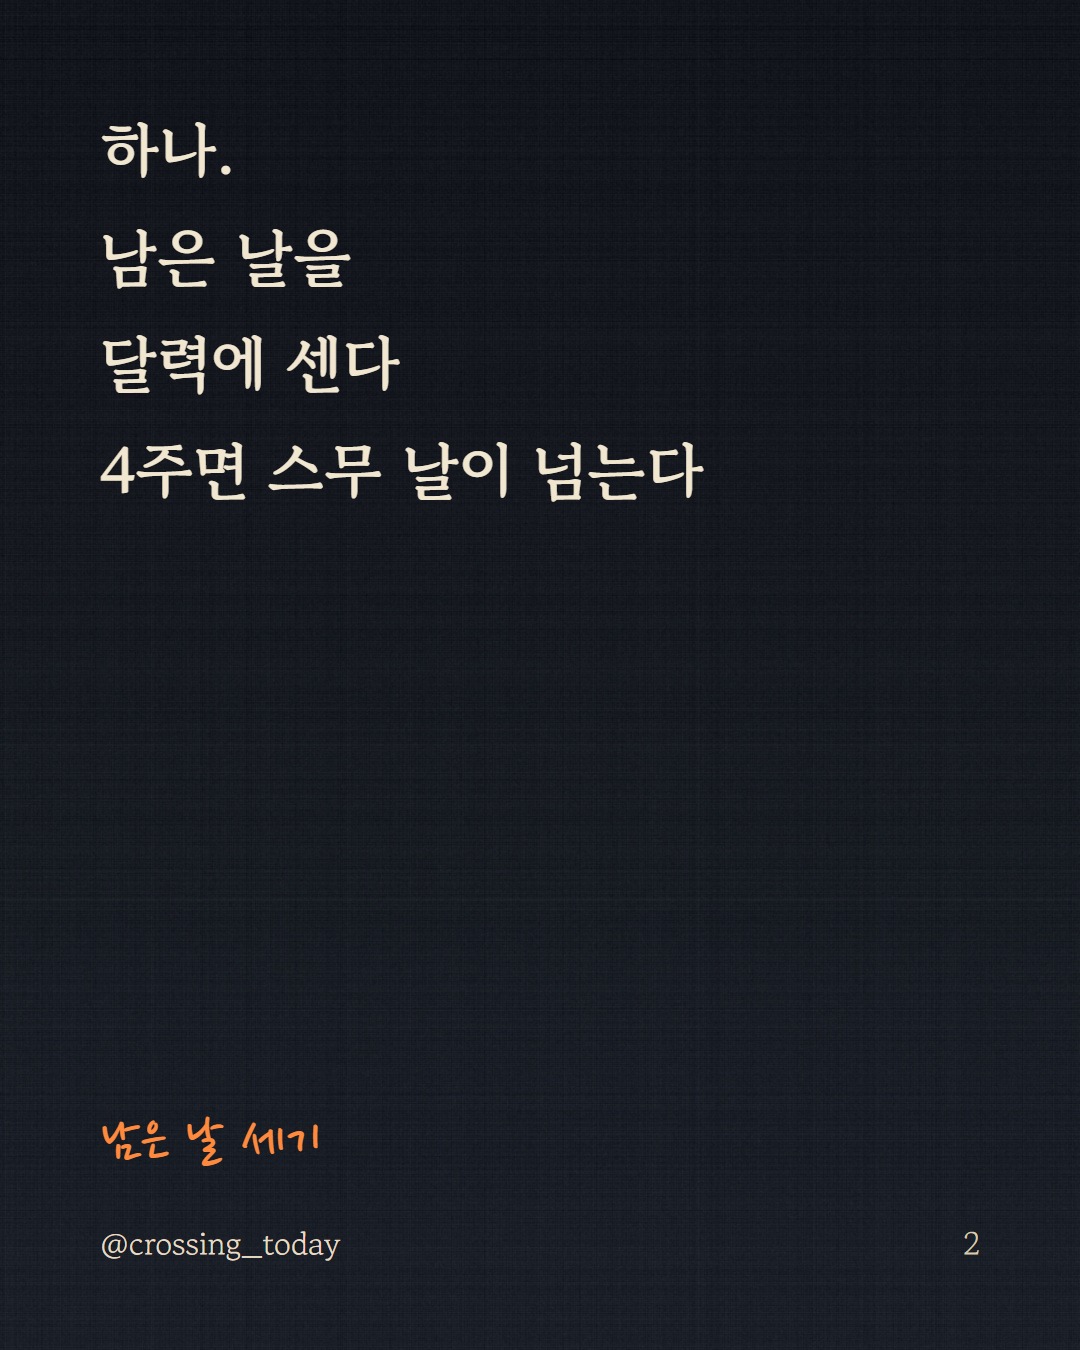 하나.
남은 날을
달력에 센다
4주면 스무 날이 넘는다
남은 날 세기
@crossing_today
2